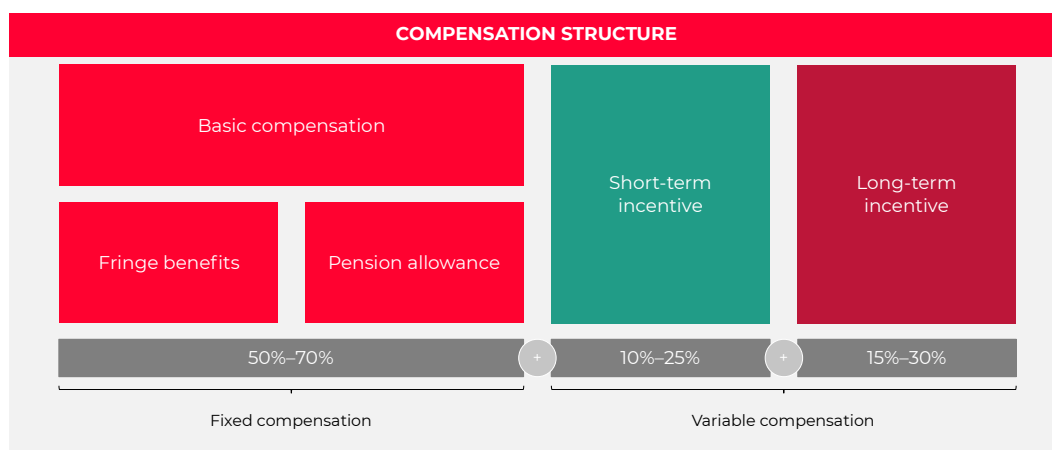 COMPENSATION STRUCTURE
Basic compensation
Fringe benefits
Pension allowance
Short-term
incentive
Long-term
incentive
50%–70%
+
10%–25%
+
15%–30%
Fixed compensation
Variable compensation